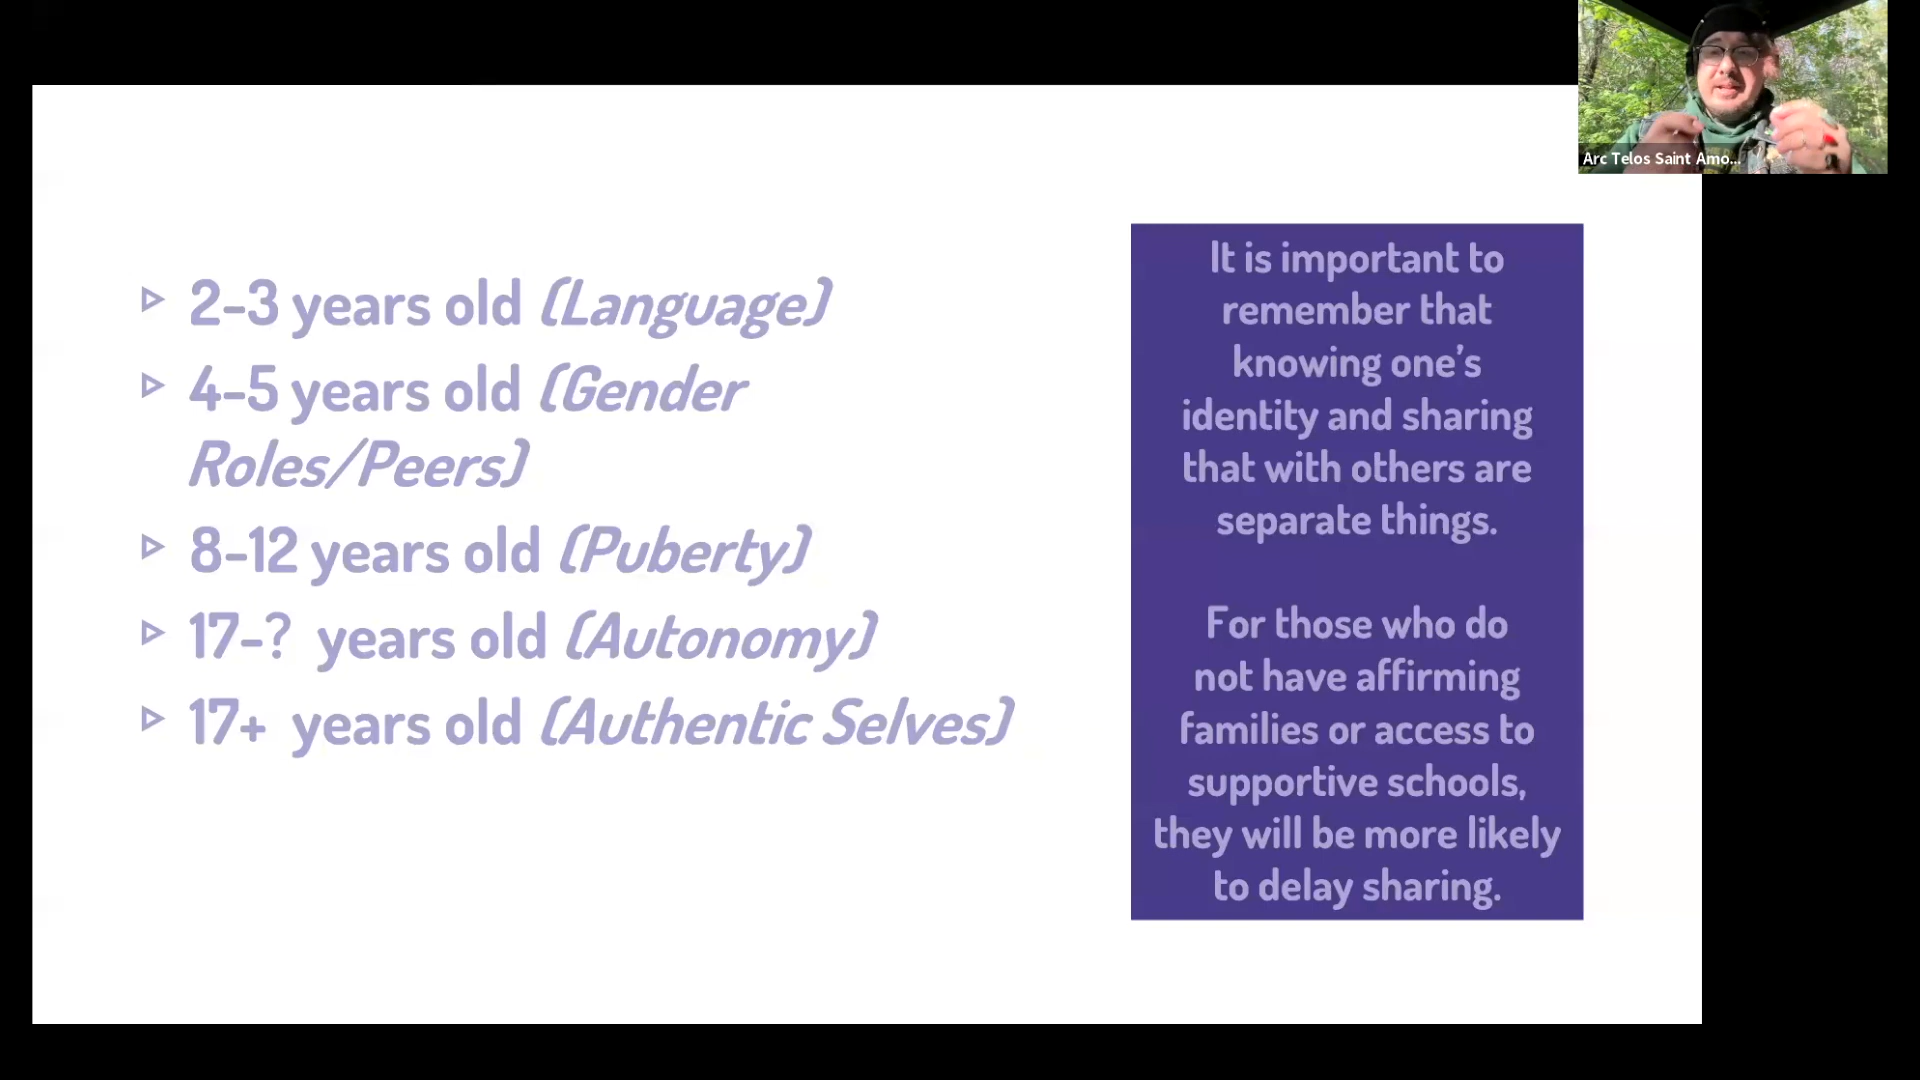 Arc Telos Saint Amo...
2-3 years old (Language)
4-5 years old (Gender
Roles/Peers)
8-12 years old (Puberty)
17-? years old (Autonomy)
17+ years old (Authentic Selves)
It is important to
remember that
knowing one’s
identity and sharing
that with others are
separate things.
For those who do
not have affirming
families or access to
supportive schools,
they will be more likely
to delay sharing.